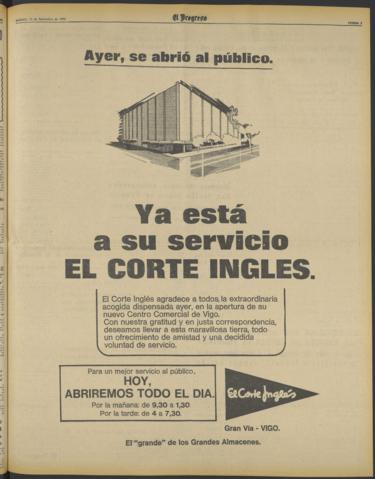 El Progreso
Ayer, se abrió al público.
Ya está
a su servicio
EL CORTE INGLES.
El Corte Inglés agradece a todos, la extraordinaria
acogida dispensada ayer, en la apertura de su
nuevo Centro Comercial de Vigo.
Con nuestra gratitud y en justa correspondencia,
deseamos llevar a esta maravillosa tierra, todo
un ofrecimiento de amistad y una decidida
voluntad de servicio.
Para un mejor servicio al público,
HOY,
ABRIREMOS TODO EL DIA.
Por la mañana: de 9,30 a 1,30
Por la tarde: de 4 a 7,30.
El Corte Inglés
Gran Vía - VIGO.
El "grande" de los Grandes Almacenes.